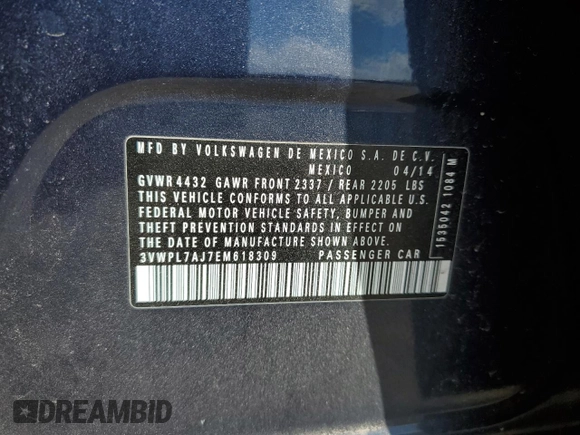 MFD BY VOLKSWAGEN DE MEXICO S.A. DE C.V.
MEXICO 04/14
GVWR 4432 GAWR FRONT 2337 / REAR 2205 LBS
THIS VEHICLE CONFORMS TO ALL APPLICABLE U.S.
FEDERAL MOTOR VEHICLE SAFETY, BUMPER AND
THEFT PREVENTION STANDARDS IN EFFECT ON
THE DATE OF MANUFACTURE SHOWN ABOVE.
3VWPL7AJ7EM618309 PASSENGER CAR
1535042 1084 M
DREAMBID